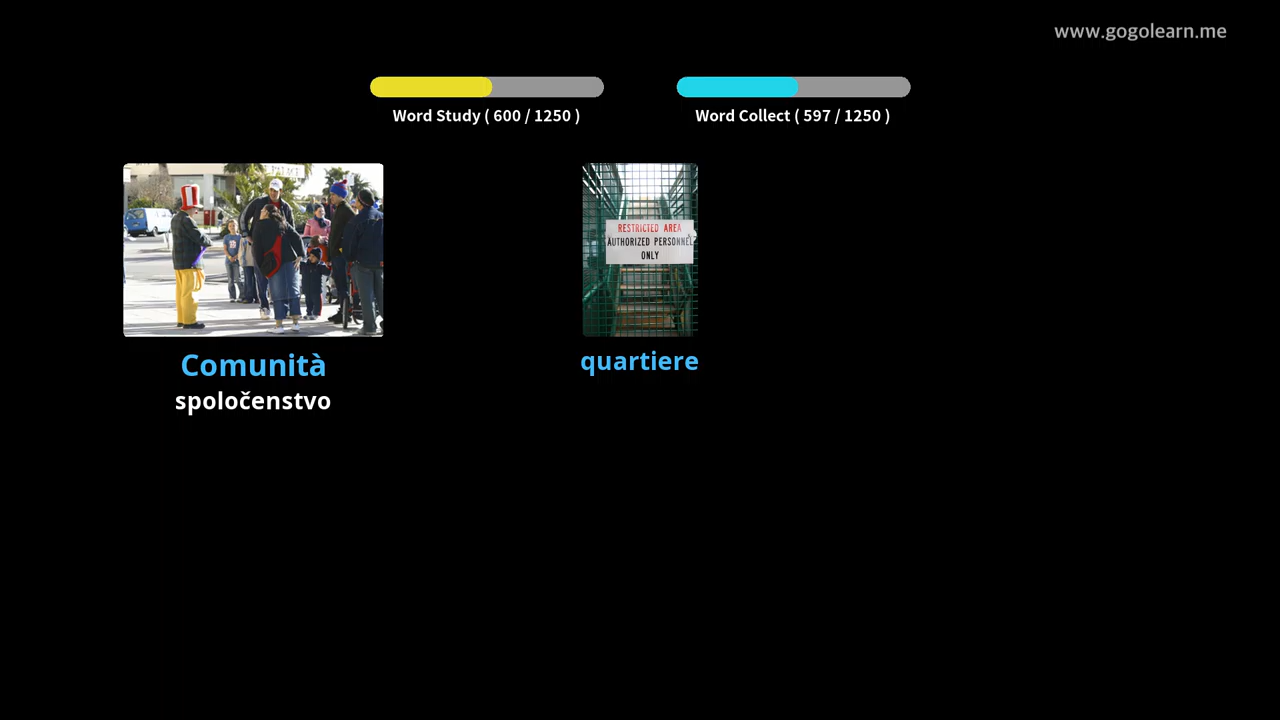 www.gogolearn.me
Word Study ( 600 / 1250 )
Word Collect ( 597 / 1250 )
RESTRICTED AREA
AUTHORIZED PERSONNEL
ONLY
Comunità
quartiere
spoločenstvo